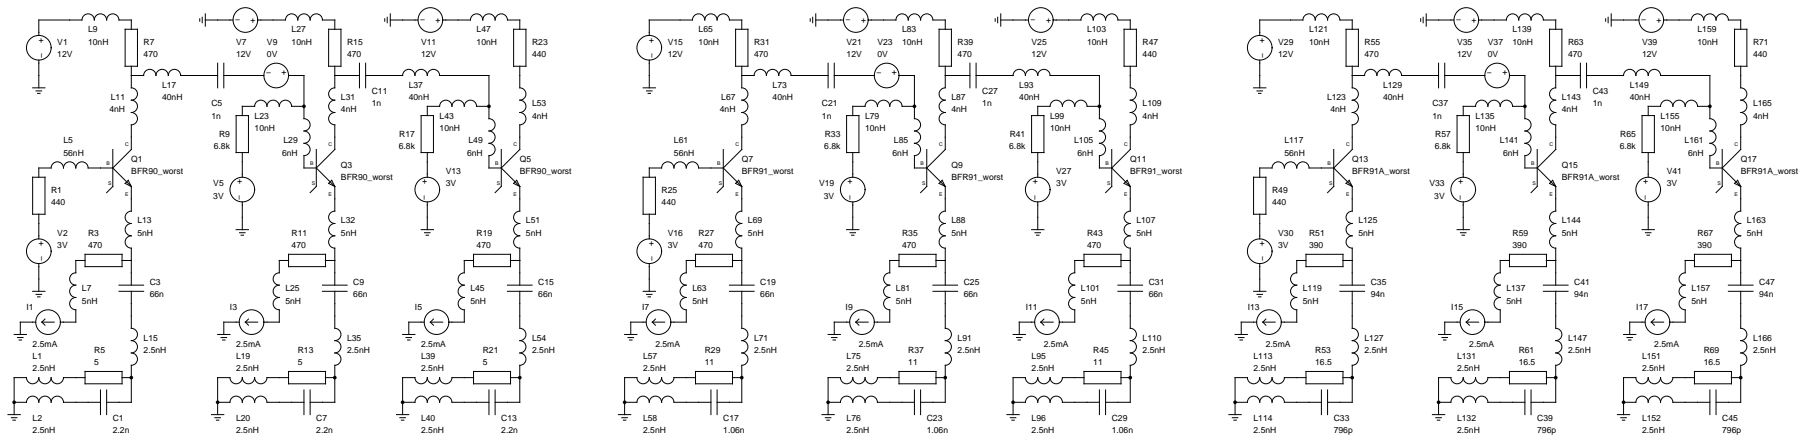 L9
10nH
V1
12V
R7
470
L11
4nH
L17
40nH
C5
1n
L5
56nH
Q1
BFR90_worst
B
C
E
S
R1
440
L13
5nH
V2
3V
R3
470
L7
5nH
C3
66n
I1
2.5mA
L15
2.5nH
L1
2.5nH
R5
5
L2
2.5nH
C1
2.2n
V7
12V
V9
0V
L27
10nH
R15
470
L23
10nH
R9
6.8k
L29
6nH
L31
4nH
C11
1n
L37
40nH
V5
3V
Q3
BFR90_worst
B
C
E
S
L32
5nH
R11
470
L25
5nH
C9
66n
I3
2.5mA
L35
2.5nH
L19
2.5nH
R13
5
L20
2.5nH
C7
2.2n
V11
12V
L47
10nH
R23
440
L43
10nH
R17
6.8k
L49
6nH
L53
4nH
V13
3V
Q5
BFR90_worst
B
C
E
S
L51
5nH
R19
470
L45
5nH
C15
66n
I5
2.5mA
L54
2.5nH
L39
2.5nH
R21
5
L40
2.5nH
C13
2.2n
L65
10nH
V15
12V
R31
470
L67
4nH
L73
40nH
C21
1n
L61
56nH
Q7
BFR91_worst
B
C
E
S
R25
440
L69
5nH
V16
3V
R27
470
L63
5nH
C19
66n
I7
2.5mA
L71
2.5nH
L57
2.5nH
R29
11
L58
2.5nH
C17
1.06n
V21
12V
V23
0V
L83
10nH
R39
470
L79
10nH
R33
6.8k
L85
6nH
L87
4nH
C27
1n
L93
40nH
V19
3V
Q9
BFR91_worst
B
C
E
S
L88
5nH
R35
470
L81
5nH
C25
66n
I9
2.5mA
L91
2.5nH
L75
2.5nH
R37
11
L76
2.5nH
C23
1.06n
V25
12V
L103
10nH
R47
440
L99
10nH
R41
6.8k
L105
6nH
L109
4nH
V27
3V
Q11
BFR91_worst
B
C
E
S
L107
5nH
R43
470
L101
5nH
C31
66n
I11
2.5mA
L110
2.5nH
L95
2.5nH
R45
11
L96
2.5nH
C29
1.06n
L121
10nH
V29
12V
R55
470
L123
4nH
L129
40nH
C37
1n
L117
56nH
Q13
BFR91A_worst
B
C
E
S
R49
440
L125
5nH
V30
3V
R51
390
L119
5nH
C35
94n
I13
2.5mA
L127
2.5nH
L113
2.5nH
R53
16.5
L114
2.5nH
C33
796p
V35
12V
V37
0V
L139
10nH
R63
470
L135
10nH
R57
6.8k
L141
6nH
L143
4nH
C43
1n
L149
40nH
V33
3V
Q15
BFR91A_worst
B
C
E
S
L144
5nH
R59
390
L137
5nH
C41
94n
I15
2.5mA
L147
2.5nH
L131
2.5nH
R61
16.5
L132
2.5nH
C39
796p
V39
12V
L159
10nH
R71
440
L155
10nH
R65
6.8k
L161
6nH
L165
4nH
V41
3V
Q17
BFR91A_worst
B
C
E
S
L163
5nH
R67
390
L157
5nH
C47
94n
I17
2.5mA
L166
2.5nH
L151
2.5nH
R69
16.5
L152
2.5nH
C45
796p